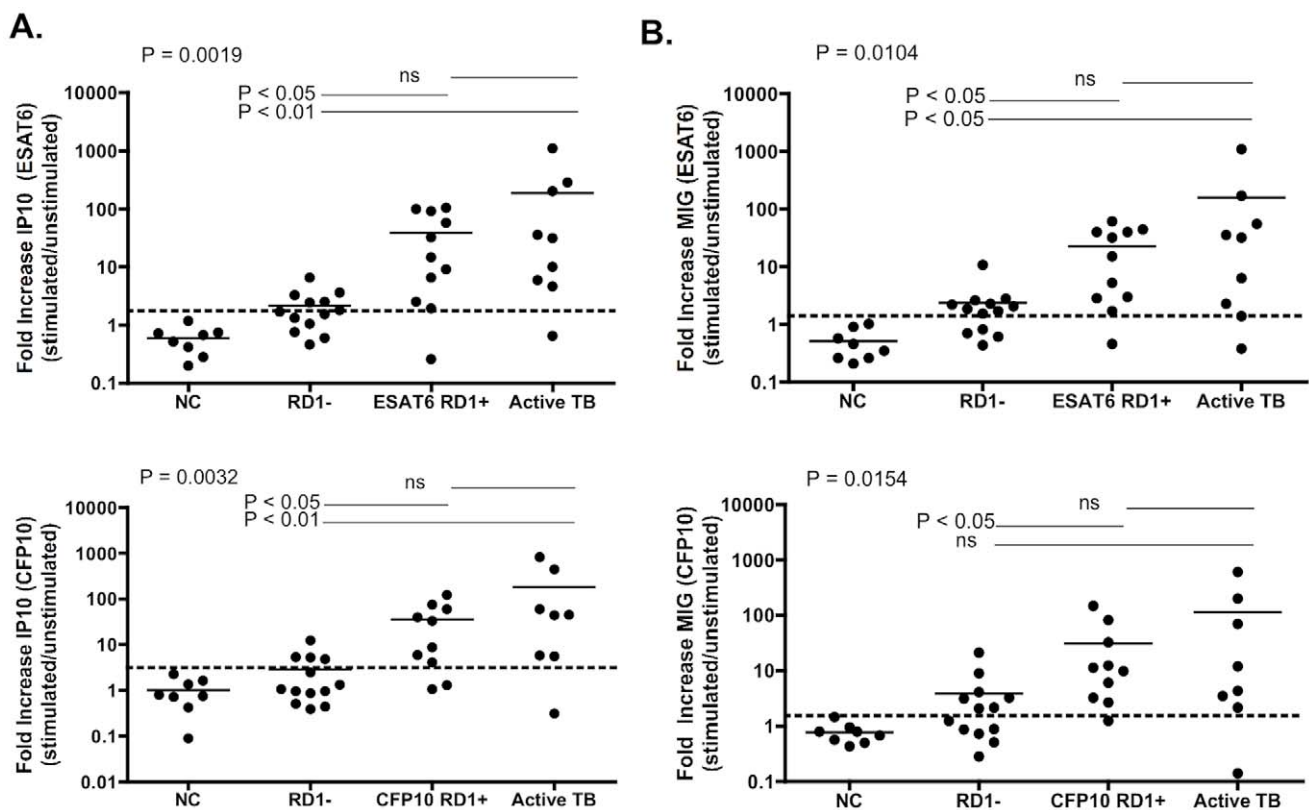 A.
P = 0.0019
ns
P < 0.05
P < 0.01
Fold Increase IP10 (ESAT6)
(stimulated/unstimulated)
10000
1000
100
10
1
0.1
NC RD1- ESAT6 RD1+ Active TB
B.
P = 0.0104
ns
P < 0.05
P < 0.05
Fold Increase MIG (ESAT6)
(stimulated/unstimulated)
10000
1000
100
10
1
0.1
NC RD1- ESAT6 RD1+ Active TB
P = 0.0032
ns
P < 0.05
P < 0.01
Fold Increase IP10 (CFP10)
(stimulated/unstimulated)
10000
1000
100
10
1
0.1
0.01
NC RD1- CFP10 RD1+ Active TB
P = 0.0154
ns
P < 0.05
ns
Fold Increase MIG (CFP10)
(stimulated/unstimulated)
10000
1000
100
10
1
0.1
NC RD1- CFP10 RD1+ Active TB